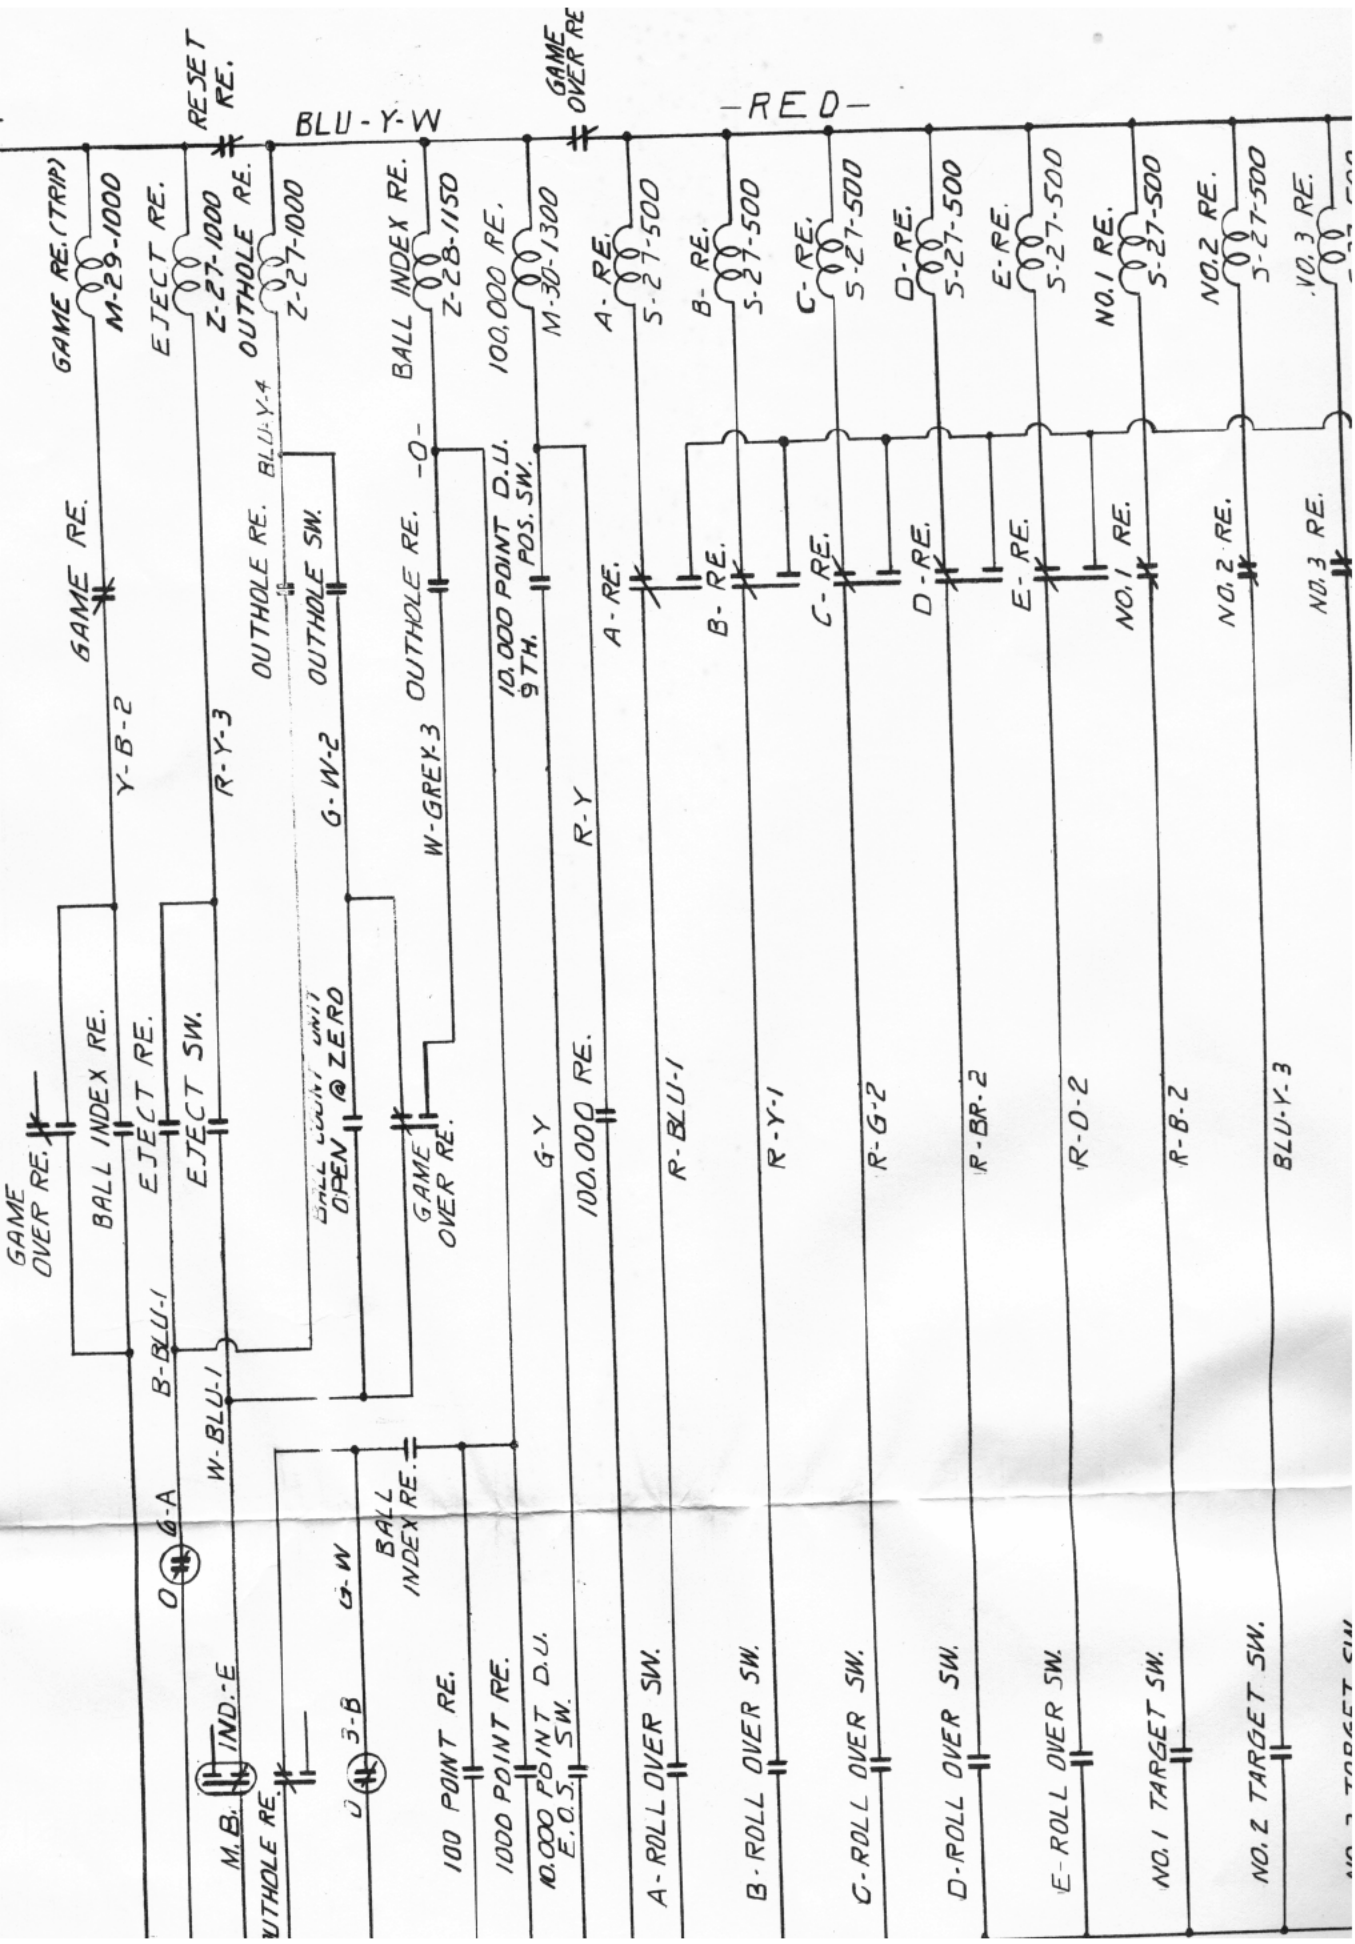 RESET
RE.
BLU-Y-W
GAME
OVER RE
-RED-
GAME RE.(TRIP)
M-29-1000
EJECT RE.
Z-27-1000
OUTHOLE RE.
Z-27-1000
BALL INDEX RE.
Z-28-1150
100,000 RE.
M-30-1300
A-RE.
S-27-500
B-RE.
S-27-500
C-RE.
S-27-500
D-RE.
S-27-500
E-RE.
S-27-500
NO.1 RE.
S-27-500
NO.2 RE.
S-27-500
NO.3 RE.
GAME RE.
BLU-Y-4
OUTHOLE RE.
OUTHOLE SW.
OUTHOLE RE.
-O-
10,000 POINT D.U.
9TH. POS. SW.
A-RE.
B-RE.
C-RE.
D-RE.
E-RE.
NO.1 RE.
NO.2 RE.
NO.3 RE.
Y-B-2
R-Y-3
G-W-2
W-GREY-3
R-Y
GAME
OVER RE.
BALL INDEX RE.
EJECT RE.
EJECT SW.
BALL COUNT UNIT
OPEN @ ZERO
GAME
OVER RE.
G-Y
100,000 RE.
R-BLU-1
R-Y-1
R-G-2
R-BR-2
R-O-2
R-B-2
BLU-Y-3
B-BLU-1
W-BLU-1
O 6-A
M.B. IND.-E
OUTHOLE RE.
J 3-B
G-W
BALL
INDEX RE.
100 POINT RE.
1000 POINT RE.
10,000 POINT D.U.
E.O.S. SW.
A-ROLL OVER SW.
B-ROLL OVER SW.
C-ROLL OVER SW.
D-ROLL OVER SW.
E-ROLL OVER SW.
NO.1 TARGET SW.
NO.2 TARGET SW.